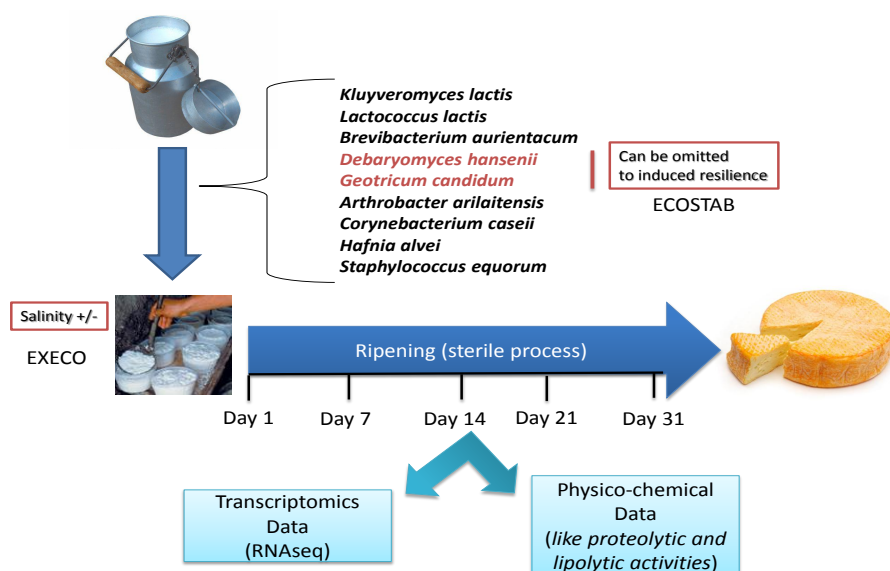 Kluyveromyces lactis
Lactococcus lactis
Brevibacterium aurientacum
Debaryomyces hansenii
Geotricum candidum
Arthrobacter arilaitensis
Corynebacterium caseii
Hafnia alvei
Staphylococcus equorum
Can be omitted
to induced resilience
ECOSTAB
Salinity +/-
EXECO
Ripening (sterile process)
Day 1
Day 7
Day 14
Day 21
Day 31
Transcriptomics
Data
(RNAseq)
Physico-chemical
Data
(like proteolytic and
lipolytic activities)